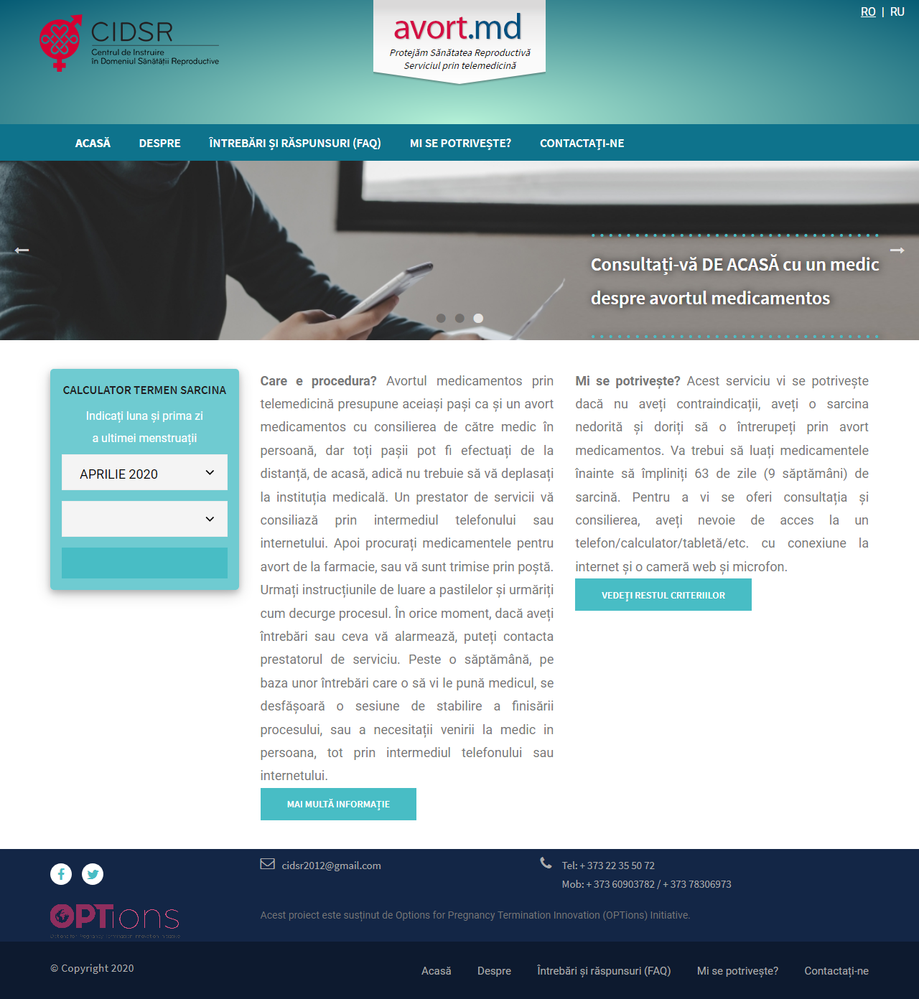 RO | RU
CIDSR
Centrul de Instruire
în Domeniul Sănătății Reproductive
avort.md
Protejăm Sănătatea Reproductivă
Serviciul prin telemedicină
ACASĂ DESPRE ÎNTREBĂRI ȘI RĂSPUNSURI (FAQ) MI SE POTRIVEȘTE? CONTACTAȚI-NE
Consultați-vă DE ACASĂ cu un medic
despre avortul medicamentos
CALCULATOR TERMEN SARCINA
Indicați luna și prima zi
a ultimei menstruații
APRILIE 2020
Care e procedura? Avortul medicamentos prin
telemedicină presupune aceiași pași ca și un avort
medicamentos cu consilierea de către medic în
persoană, dar toți pașii pot fi efectuați de la
distanță, de acasă, adică nu trebuie să vă deplasați
la instituția medicală. Un prestator de servicii vă
consiliază prin intermediul telefonului sau
internetului. Apoi procurați medicamentele pentru
avort de la farmacie, sau vă sunt trimise prin poștă.
Urmați instrucțiunile de luare a pastilelor și urmăriți
cum decurge procesul. În orice moment, dacă aveți
întrebări sau ceva vă alarmează, puteți contacta
prestatorul de serviciu. Peste o săptămână, pe
baza unor întrebări care o să vi le pună medicul, se
desfășoară o sesiune de stabilire a finisării
procesului, sau a necesitații venirii la medic in
persoana, tot prin intermediul telefonului sau
internetului.
MAI MULTĂ INFORMAȚIE
Mi se potrivește? Acest serviciu vi se potrivește
dacă nu aveți contraindicații, aveți o sarcina
nedorită și doriți să o întrerupeți prin avort
medicamentos. Va trebui să luați medicamentele
înainte să împliniți 63 de zile (9 săptămâni) de
sarcină. Pentru a vi se oferi consultația și
consilierea, aveți nevoie de acces la un
telefon/calculator/tabletă/etc. cu conexiune la
internet și o cameră web și microfon.
VEDEȚI RESTUL CRITERIILOR
cidsr2012@gmail.com
Tel: + 373 22 35 50 72
Mob: + 373 60903782 / + 373 78306973
OPTions
Options for Pregnancy Termination Innovation Initiative
Acest proiect este susținut de Options for Pregnancy Termination Innovation (OPTions) Initiative.
© Copyright 2020
Acasă Despre Întrebări și răspunsuri (FAQ) Mi se potrivește? Contactați-ne